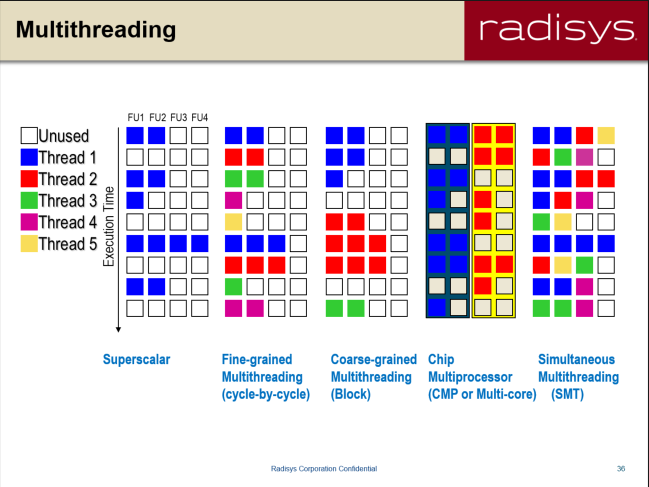 Multithreading
radisys.
FU1 FU2 FU3 FU4
Unused
Thread 1
Thread 2
Thread 3
Thread 4
Thread 5
Execution Time
Superscalar
Fine-grained
Multithreading
(cycle-by-cycle)
Coarse-grained
Multithreading
(Block)
Chip
Multiprocessor
(CMP or Multi-core)
Simultaneous
Multithreading
(SMT)
Radisys Corporation Confidential
36